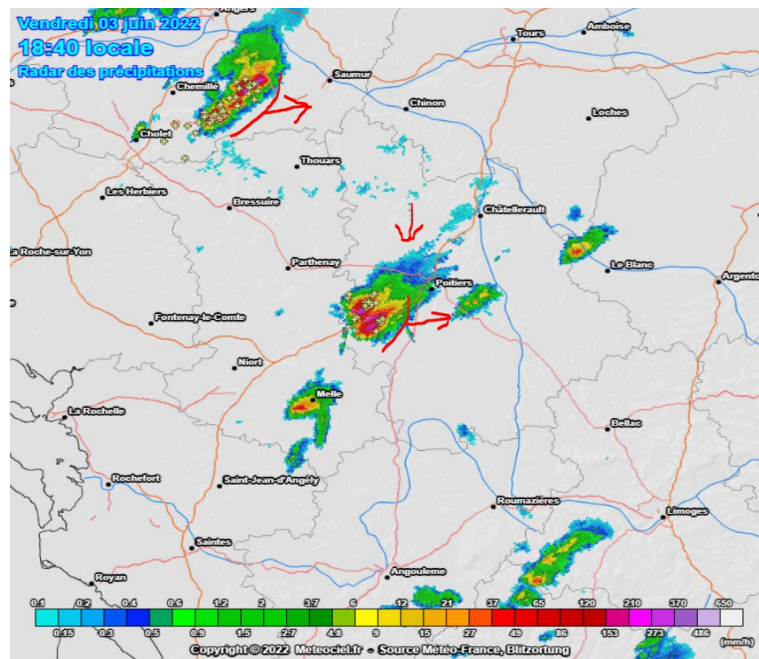 Vendredi 03 juin 2022
18:40 locale
Radar des précipitations
Angers
Tours
Amboise
Saumur
Chemillé
Chinon
Loches
Cholet
Thouars
Les Herbiers
Bressuire
Châtellerault
La Roche-sur-Yon
Parthenay
Le Blanc
Poitiers
Argento
Fontenay-le-Comte
Niort
Melle
La Rochelle
Bellac
Rochefort
Saint-Jean-d'Angély
Roumazières
Limoges
Saintes
Royan
Angouleme
0.1 0.2 0.4 0.6 1.2 2 3.7 6 12 21 37 65 120 210 370 650
0.15 0.3 0.5 0.9 1.5 2.7 4.8 9 15 27 49 86 153 273 486 (mm/h)
Copyright © 2022 Meteociel.fr - Source Météo-France, Blitzortung